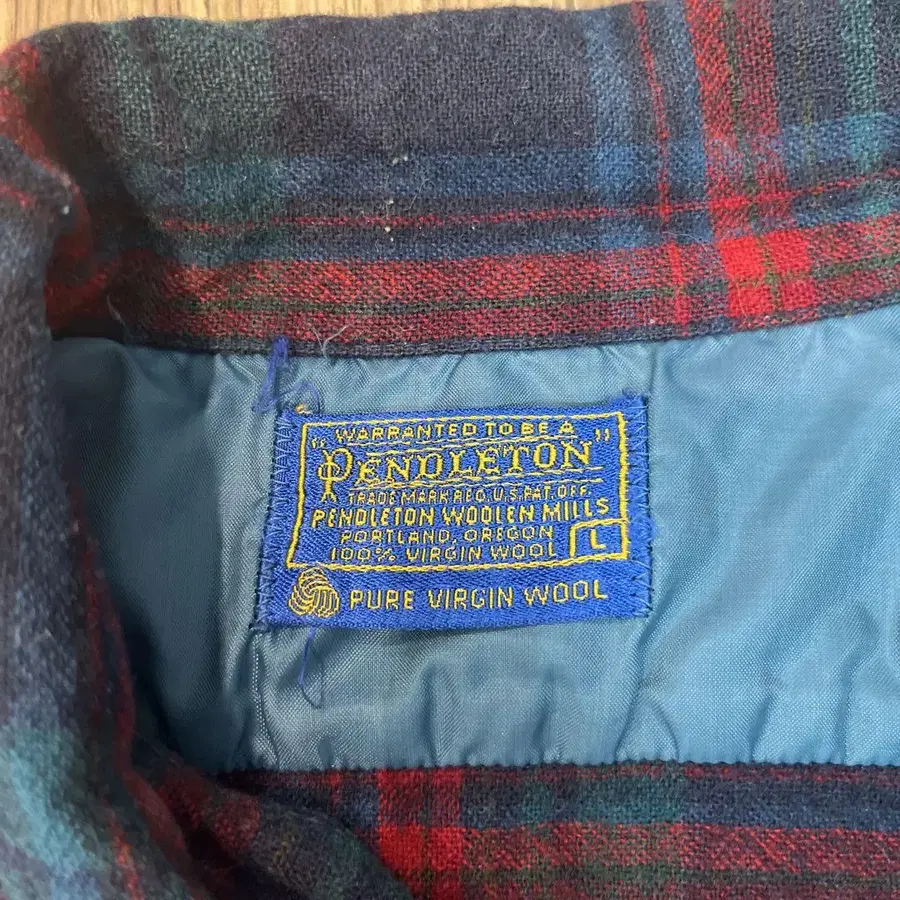 "WARRANTED TO BE A
PENDLETON"
TRADE MARK REG. U.S. PAT. OFF.
PENDLETON WOOLEN MILLS
PORTLAND, OREGON
100% VIRGIN WOOL L
PURE VIRGIN WOOL